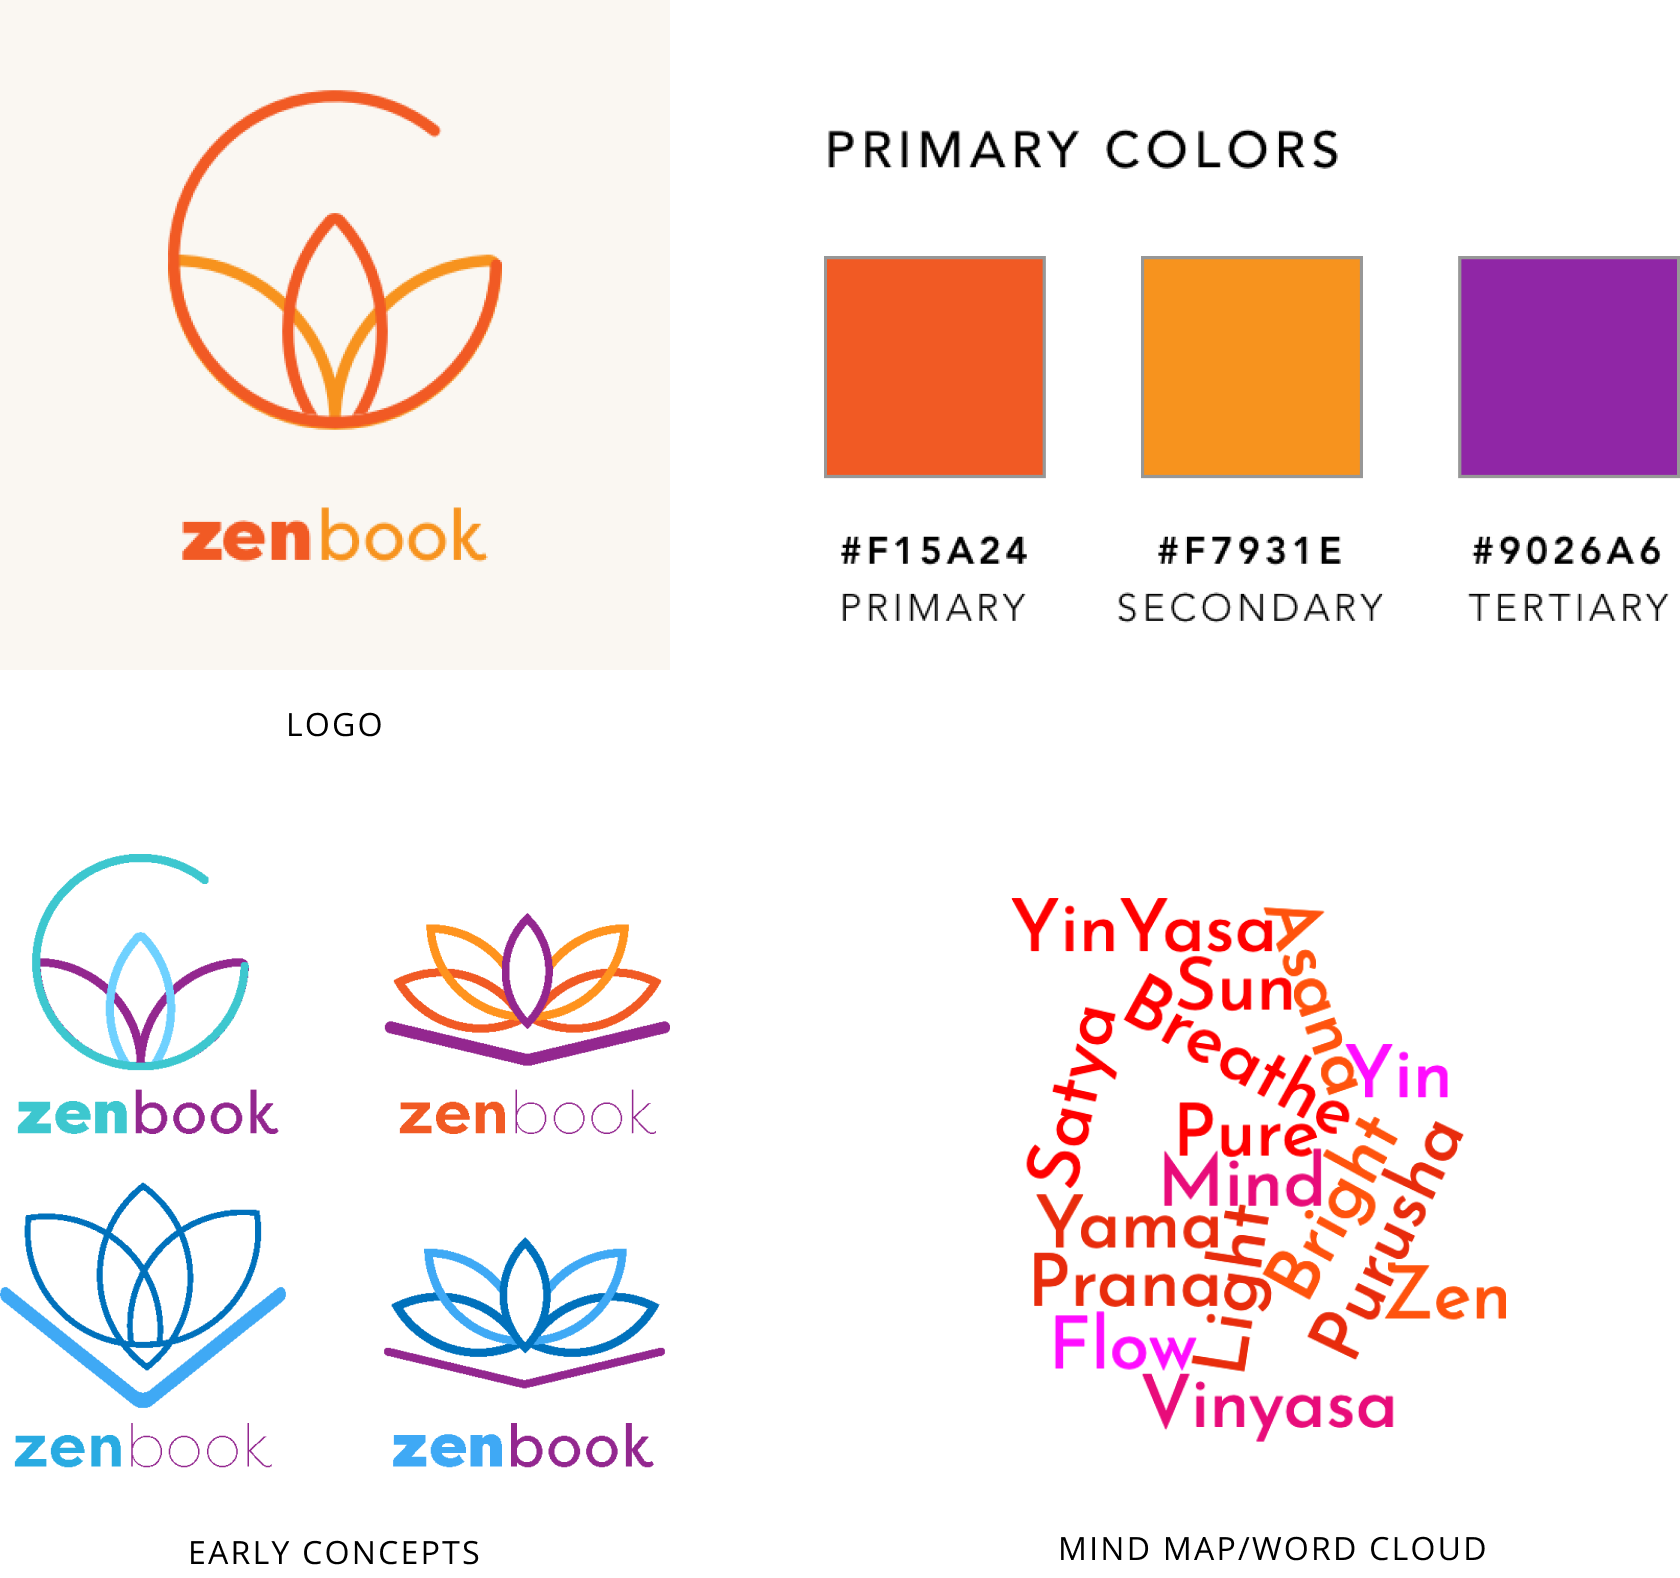 zenbook
PRIMARY COLORS
#F15A24
PRIMARY
#F7931E
SECONDARY
#9026A6
TERTIARY
LOGO
zenbook
zenbook
zenbook
zenbook
EARLY CONCEPTS
YinYasa
Asana
Sun
Breathe
Satya
Yin
Pure
Mind
Bright
Purusha
Yama
Light
Prana
Zen
Flow
Vinyasa
MIND MAP/WORD CLOUD